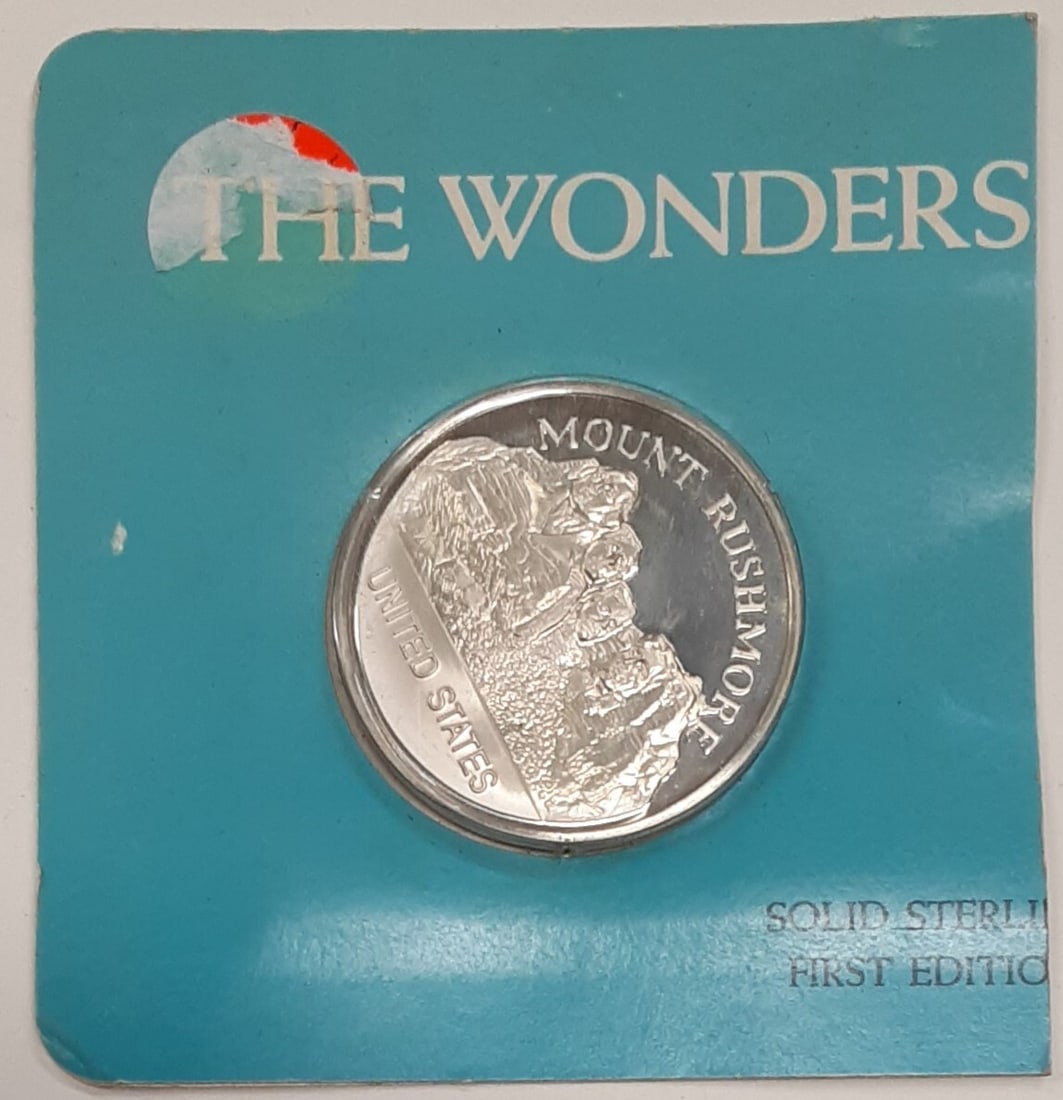 THE WONDERS
MOUNT RUSHMORE
UNITED STATES
SOLID STERLI
FIRST EDITIO